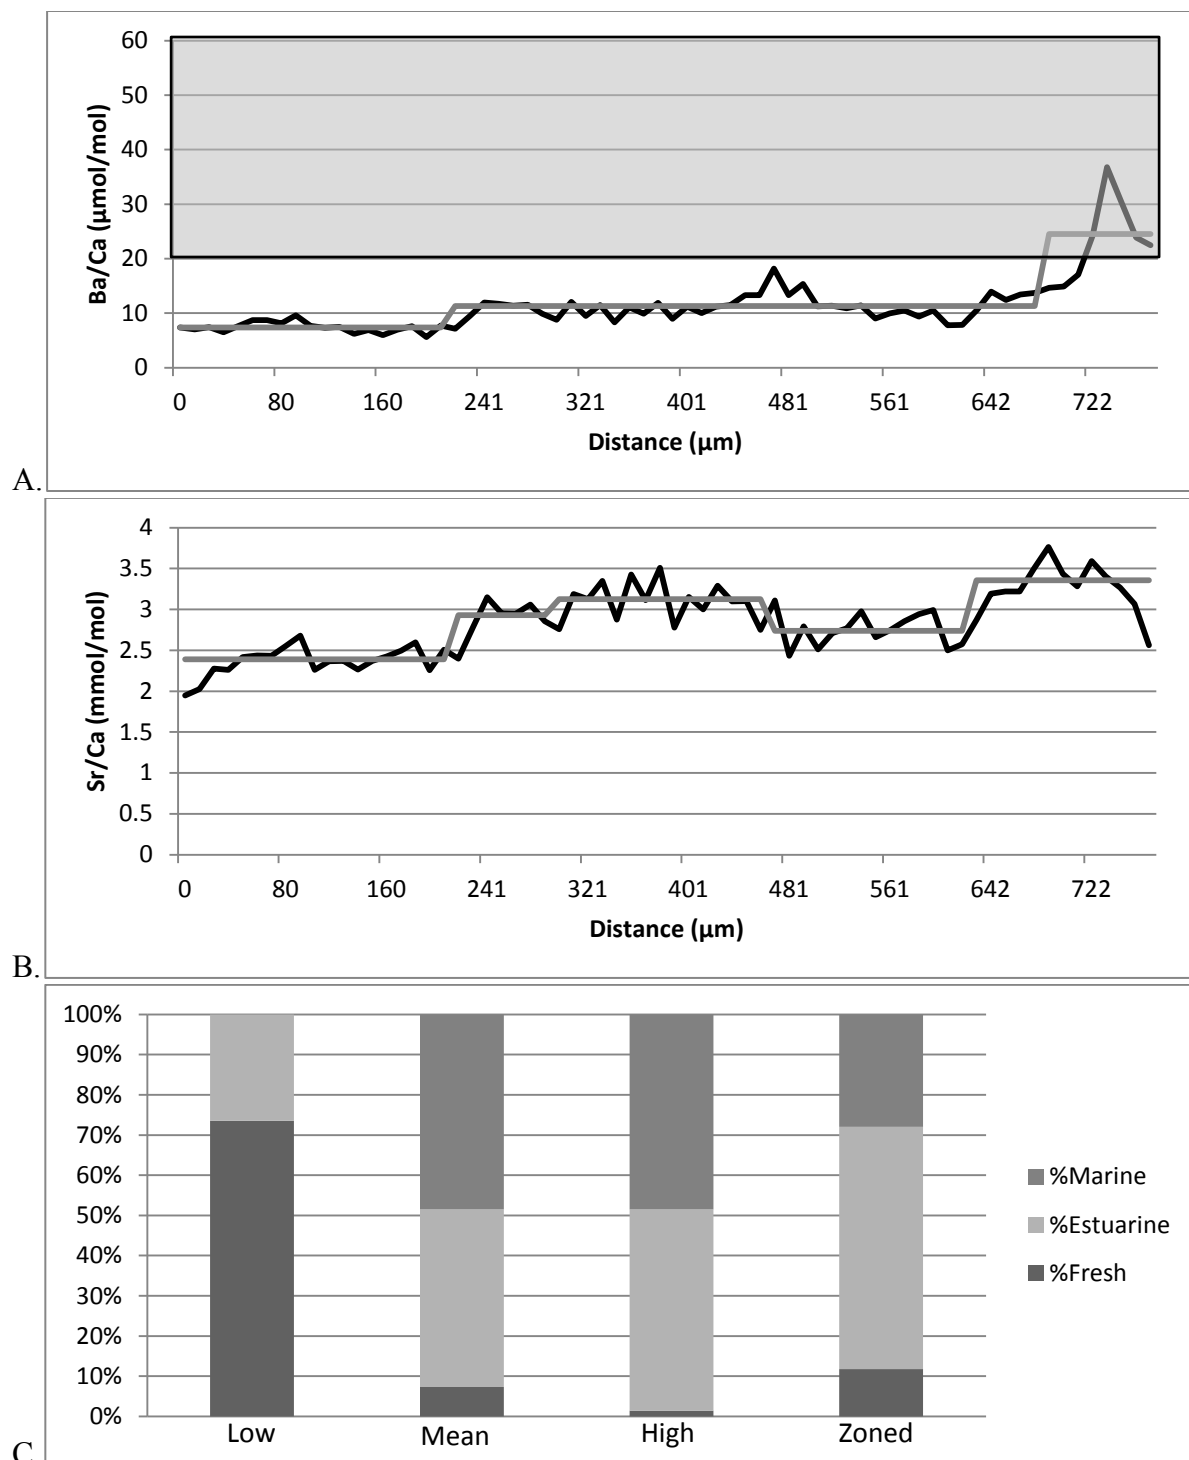 60
50
40
30
20
10
0
Ba/Ca (µmol/mol)
0 80 160 241 321 401 481 561 642 722
Distance (µm)
A.
4
3.5
3
2.5
2
1.5
1
0.5
0
Sr/Ca (mmol/mol)
0 80 160 241 321 401 481 561 642 722
Distance (µm)
B.
100%
90%
80%
70%
60%
50%
40%
30%
20%
10%
0%
Low Mean High Zoned
%Marine
%Estuarine
%Fresh
C